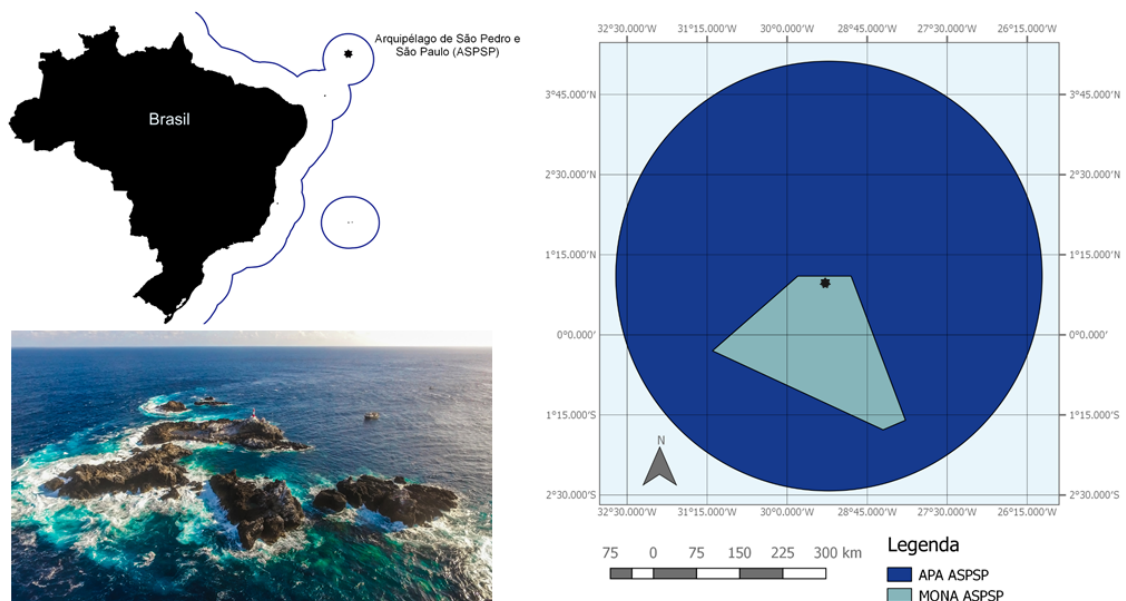 Arquipélago de São Pedro e
São Paulo (ASPSP)
Brasil
32°30.000'W 31°15.000'W 30°00.000'W 28°45.000'W 27°30.000'W 26°15.000'W
3°45.000'N 3°45.000'N
2°30.000'N 2°30.000'N
1°15.000'N 1°15.000'N
0°0.000' 0°0.000'
1°15.000'S 1°15.000'S
N
2°30.000'S 2°30.000'S
32°30.000'W 31°15.000'W 30°00.000'W 28°45.000'W 27°30.000'W 26°15.000'W
75 0 75 150 225 300 km
Legenda
APA ASPSP
MONA ASPSP